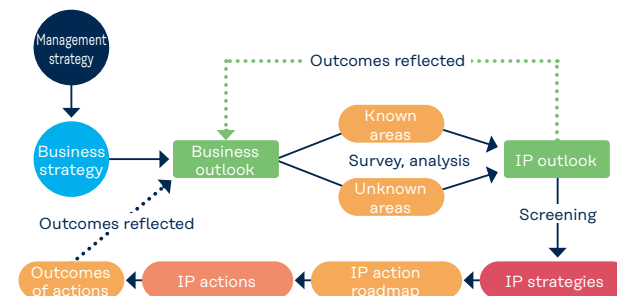 Management
strategy
Outcomes reflected
Known
areas
Business
strategy
Business
outlook
Survey, analysis
IP outlook
Unknown
areas
Outcomes reflected
Screening
Outcomes
of actions
IP actions
IP action
roadmap
IP strategies